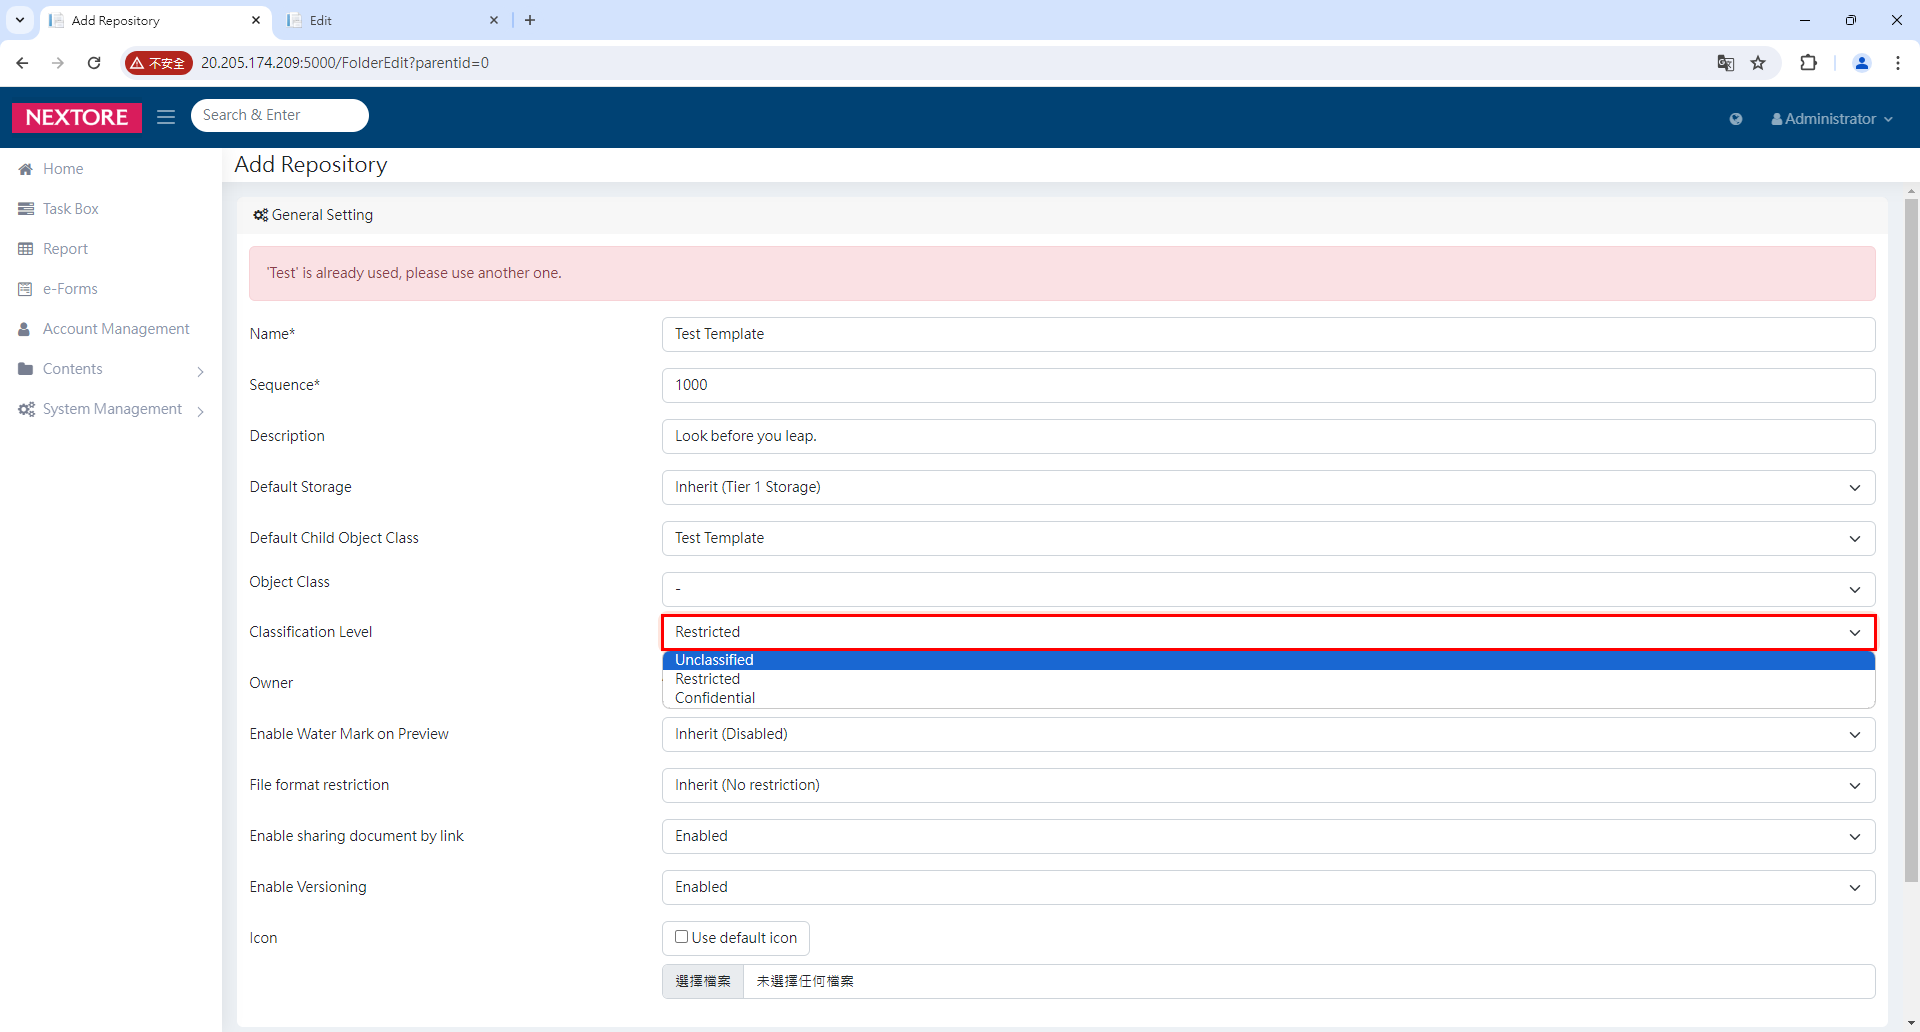 Add Repository
Edit
不安全
20.205.174.209:5000/FolderEdit?parentid=0
NEXTORE
Search & Enter
Administrator
Home
Task Box
Report
e-Forms
Account Management
Contents
System Management
Add Repository
General Setting
'Test' is already used, please use another one.
Name*
Test Template
Sequence*
1000
Description
Look before you leap.
Default Storage
Inherit (Tier 1 Storage)
Default Child Object Class
Test Template
Object Class
-
Classification Level
Restricted
Unclassified
Restricted
Confidential
Owner
Enable Water Mark on Preview
Inherit (Disabled)
File format restriction
Inherit (No restriction)
Enable sharing document by link
Enabled
Enable Versioning
Enabled
Icon
Use default icon
選擇檔案
未選擇任何檔案